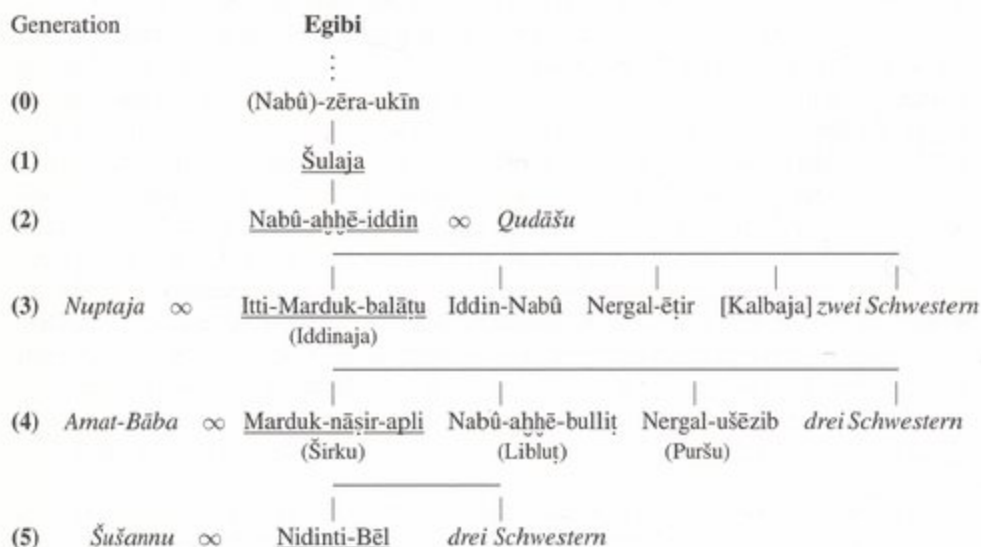 Generation Egibi
(0) (Nabû)-zēra-ukīn
(1) Šulaja
(2) Nabû-aḫḫē-iddin ∞ Qudāšu
(3) Nuptaja ∞ Itti-Marduk-balāṭu Iddin-Nabû Nergal-ēṭir [Kalbaja] zwei Schwestern
(Iddinaja)
(4) Amat-Bāba ∞ Marduk-nāṣir-apli Nabû-aḫḫē-bulliṭ Nergal-ušēzib drei Schwestern
(Širku) (Libluṭ) (Puršu)
(5) Šušannu ∞ Nidinti-Bēl drei Schwestern